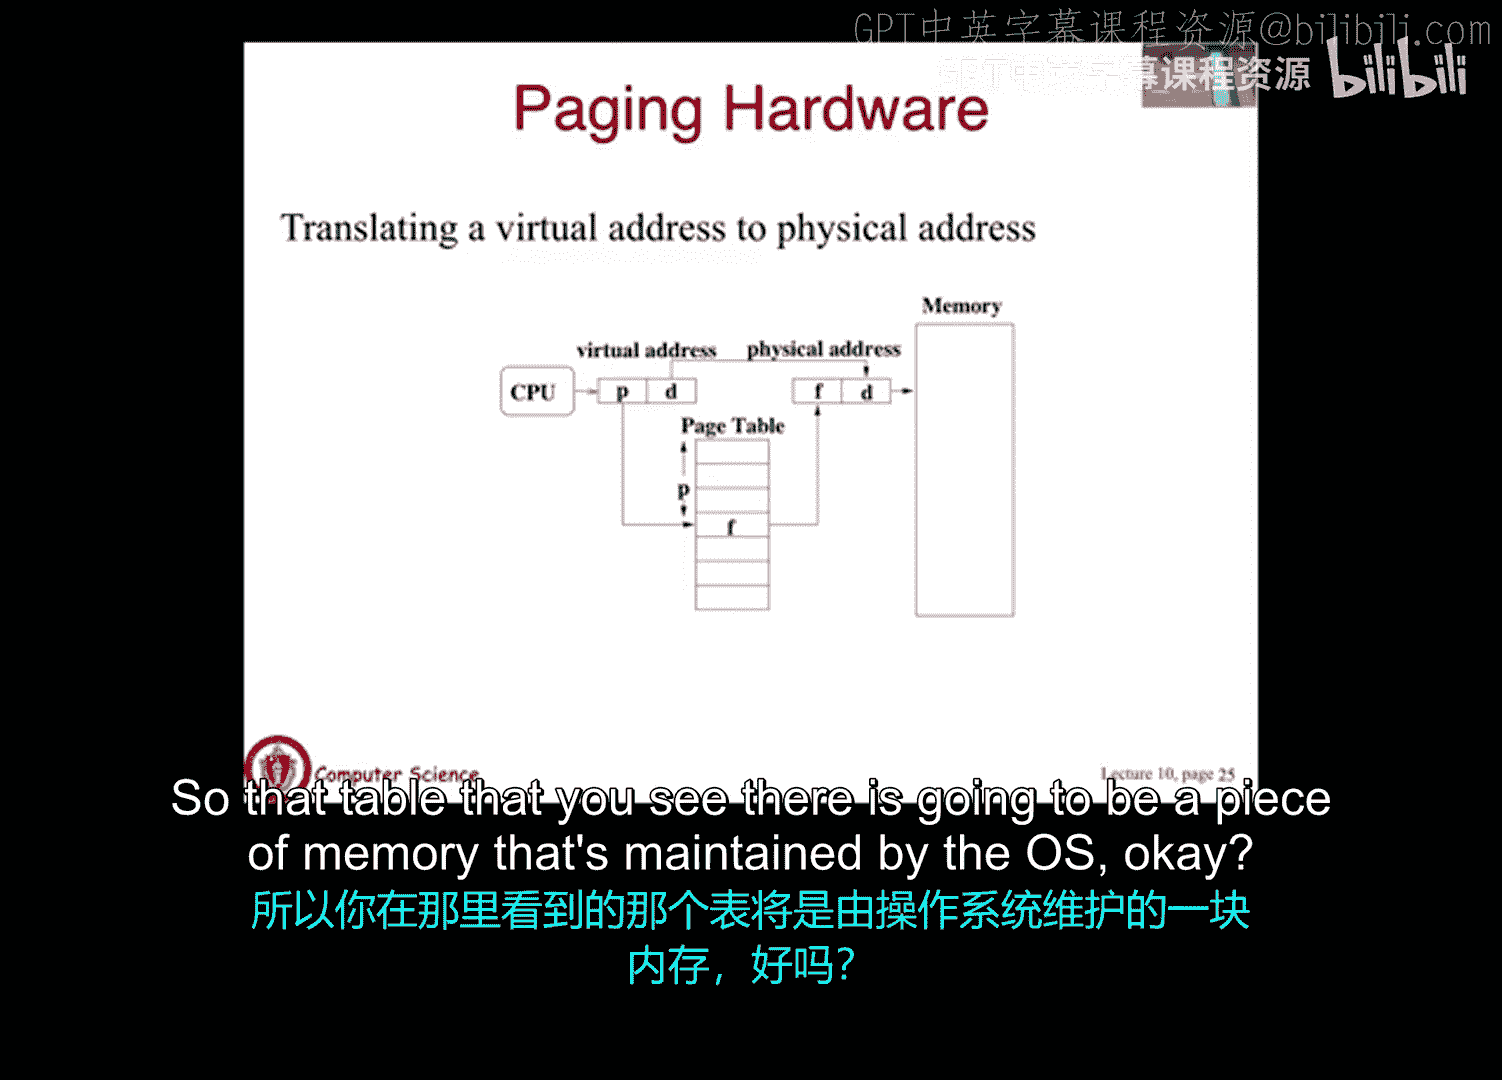 GPT中英字幕课程资源@bilibili.com
GPT中英字幕课程资源 bilibili
Paging Hardware
Translating a virtual address to physical address
Memory
virtual address
physical address
CPU
p
d
f
d
Page Table
p
f
Computer Science
Lecture 10, page 25
So that table that you see there is going to be a piece
of memory that's maintained by the OS, okay?
所以你在那里看到的那个表将是由操作系统维护的一块
内存，好吗？